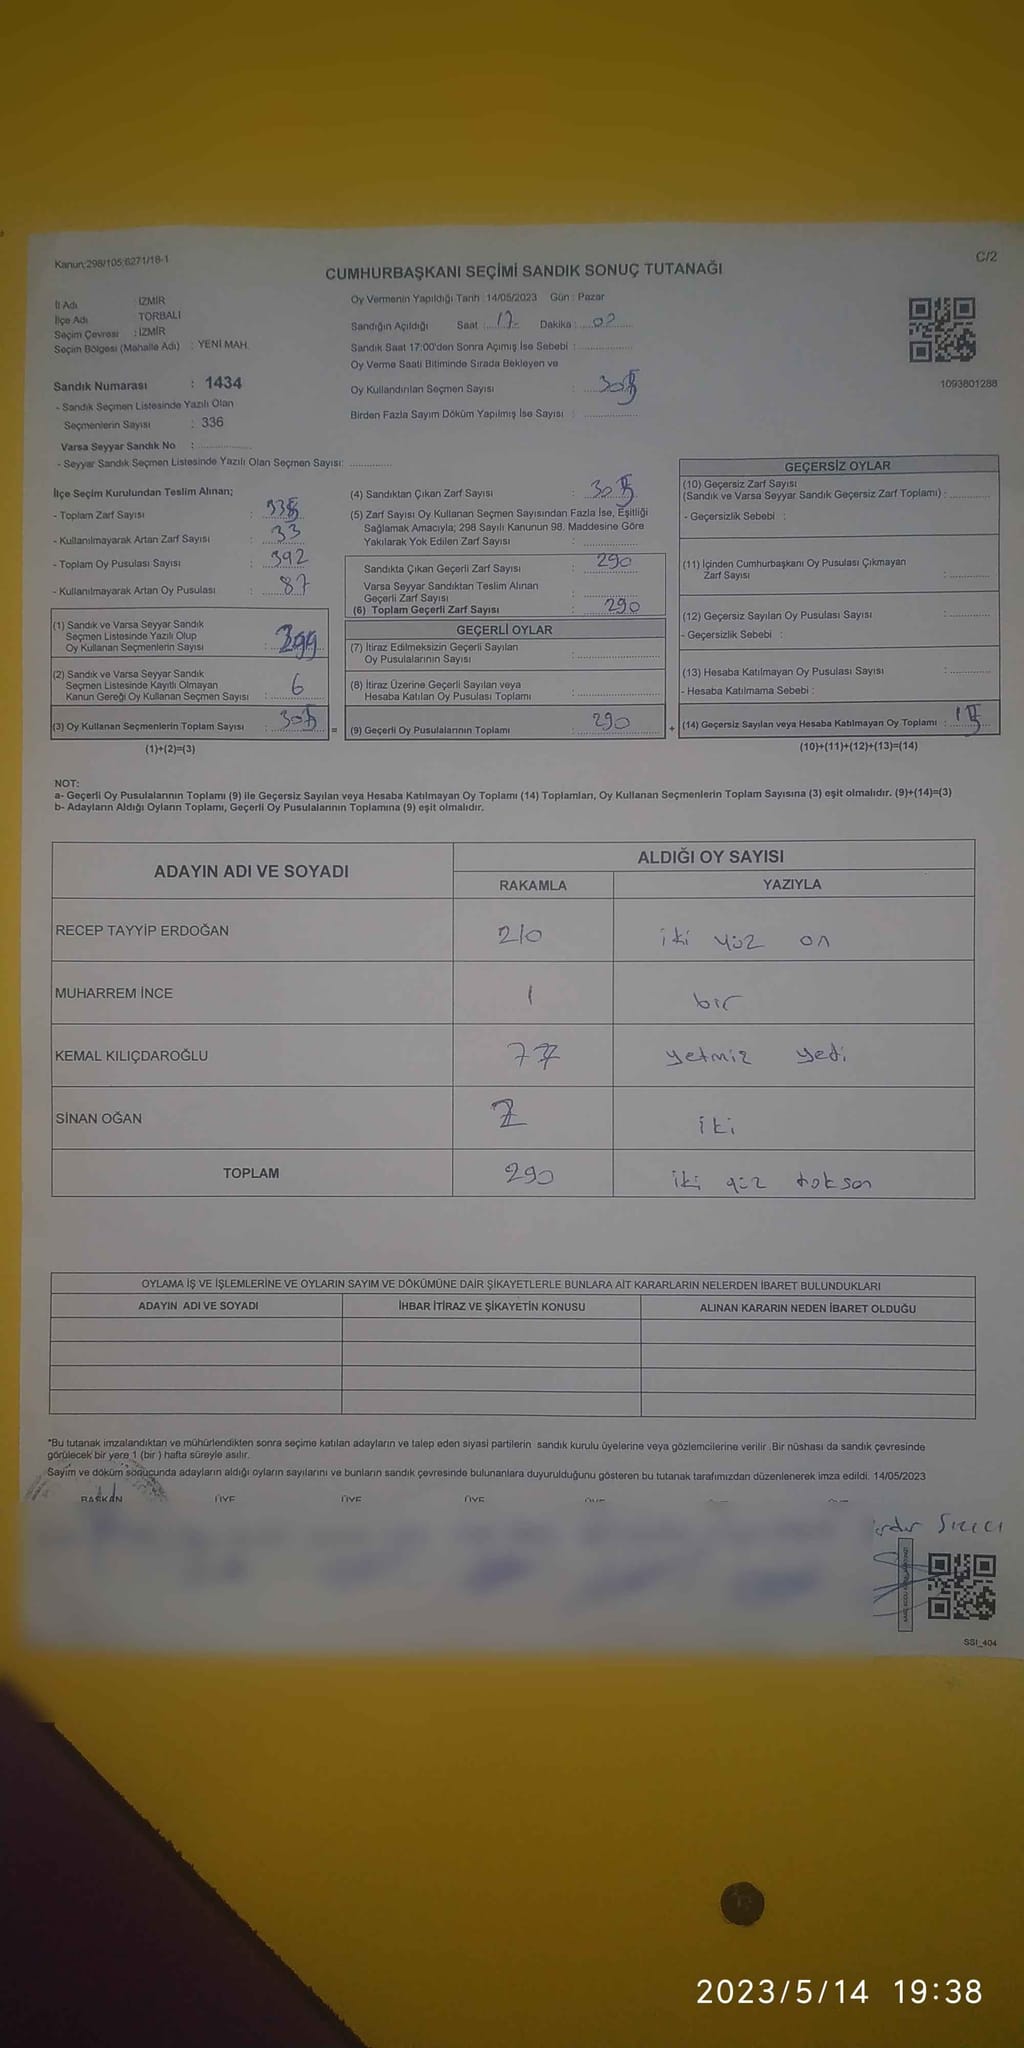 Kanun;298/105;6271/18-1
C/2
CUMHURBAŞKANI SEÇİMİ SANDIK SONUÇ TUTANAĞI
İl Adı : İZMİR
İlçe Adı : TORBALI
Seçim Çevresi : İZMİR
Seçim Bölgesi (Mahalle Adı) : YENİ MAH.
Sandık Numarası : 1434
- Sandık Seçmen Listesinde Yazılı Olan
Seçmenlerin Sayısı : 336
Varsa Seyyar Sandık No :
- Seyyar Sandık Seçmen Listesinde Yazılı Olan Seçmen Sayısı:
Oy Vermenin Yapıldığı Tarih : 14/05/2023 Gün : Pazar
Sandığın Açıldığı Saat : 17 Dakika : 00
Sandık Saat 17:00'den Sonra Açımış İse Sebebi :
Oy Verme Saati Bitiminde Sırada Bekleyen ve
Oy Kullandırılan Seçmen Sayısı : 305
Birden Fazla Sayım Döküm Yapılmış İse Sayısı :
1093801288
İlçe Seçim Kurulundan Teslim Alınan;
- Toplam Zarf Sayısı :
- Kullanılmayarak Artan Zarf Sayısı : 33
- Toplam Oy Pusulası Sayısı : 392
- Kullanılmayarak Artan Oy Pusulası : 87
(1) Sandık ve Varsa Seyyar Sandık
Seçmen Listesinde Yazılı Olup
Oy Kullanan Seçmenlerin Sayısı : 299
(2) Sandık ve Varsa Seyyar Sandık
Seçmen Listesinde Kayıtlı Olmayan
Kanun Gereği Oy Kullanan Seçmen Sayısı : 6
(3) Oy Kullanan Seçmenlerin Toplam Sayısı : 305
(1)+(2)=(3)
(4) Sandıktan Çıkan Zarf Sayısı : 305
(5) Zarf Sayısı Oy Kullanan Seçmen Sayısından Fazla İse, Eşitliği
Sağlamak Amacıyla; 298 Sayılı Kanunun 98. Maddesine Göre
Yakılarak Yok Edilen Zarf Sayısı :
Sandıkta Çıkan Geçerli Zarf Sayısı : 290
Varsa Seyyar Sandıktan Teslim Alınan
Geçerli Zarf Sayısı :
(6) Toplam Geçerli Zarf Sayısı : 290
GEÇERLİ OYLAR
(7) İtiraz Edilmeksizin Geçerli Sayılan
Oy Pusulalarının Sayısı :
(8) İtiraz Üzerine Geçerli Sayılan veya
Hesaba Katılan Oy Pusulası Toplamı :
= (9) Geçerli Oy Pusulalarının Toplamı : 290
GEÇERSİZ OYLAR
(10) Geçersiz Zarf Sayısı
(Sandık ve Varsa Seyyar Sandık Geçersiz Zarf Toplamı) :
- Geçersizlik Sebebi :
(11) İçinden Cumhurbaşkanı Oy Pusulası Çıkmayan
Zarf Sayısı :
(12) Geçersiz Sayılan Oy Pusulası Sayısı :
- Geçersizlik Sebebi :
(13) Hesaba Katılmayan Oy Pusulası Sayısı :
- Hesaba Katılmama Sebebi :
+ (14) Geçersiz Sayılan veya Hesaba Katılmayan Oy Toplamı : 15
(10)+(11)+(12)+(13)=(14)
NOT:
a- Geçerli Oy Pusulalarının Toplamı (9) ile Geçersiz Sayılan veya Hesaba Katılmayan Oy Toplamı (14) Toplamları, Oy Kullanan Seçmenlerin Toplam Sayısına (3) eşit olmalıdır. (9)+(14)=(3)
b- Adayların Aldığı Oyların Toplamı, Geçerli Oy Pusulalarının Toplamına (9) eşit olmalıdır.
ADAYIN ADI VE SOYADI
ALDIĞI OY SAYISI
RAKAMLA YAZIYLA
RECEP TAYYİP ERDOĞAN 210 iki yüz on
MUHARREM İNCE 1 bir
KEMAL KILIÇDAROĞLU 77 yetmiz yedi
SİNAN OĞAN 2 iki
TOPLAM 290 iki yüz doksan
OYLAMA İŞ VE İŞLEMLERİNE VE OYLARIN SAYIM VE DÖKÜMÜNE DAİR ŞİKAYETLERLE BUNLARA AİT KARARLARIN NELERDEN İBARET BULUNDUKLARI
ADAYIN ADI VE SOYADI İHBAR İTİRAZ VE ŞİKAYETİN KONUSU ALINAN KARARIN NEDEN İBARET OLDUĞU
*Bu tutanak imzalandıktan ve mühürlendikten sonra seçime katılan adayların ve talep eden siyasi partilerin sandık kurulu üyelerine veya gözlemcilerine verilir. Bir nüshası da sandık çevresinde
görülecek bir yere 1 (bir) hafta süreyle asılır.
Sayım ve döküm sonucunda adayların aldığı oyların sayılarını ve bunların sandık çevresinde bulunanlara duyurulduğunu gösteren bu tutanak tarafımızdan düzenlenerek imza edildi. 14/05/2023
BAŞKAN ÜYE ÜYE ÜYE ÜYE ÜYE ÜYE
SSI_404
2023/5/14 19:38